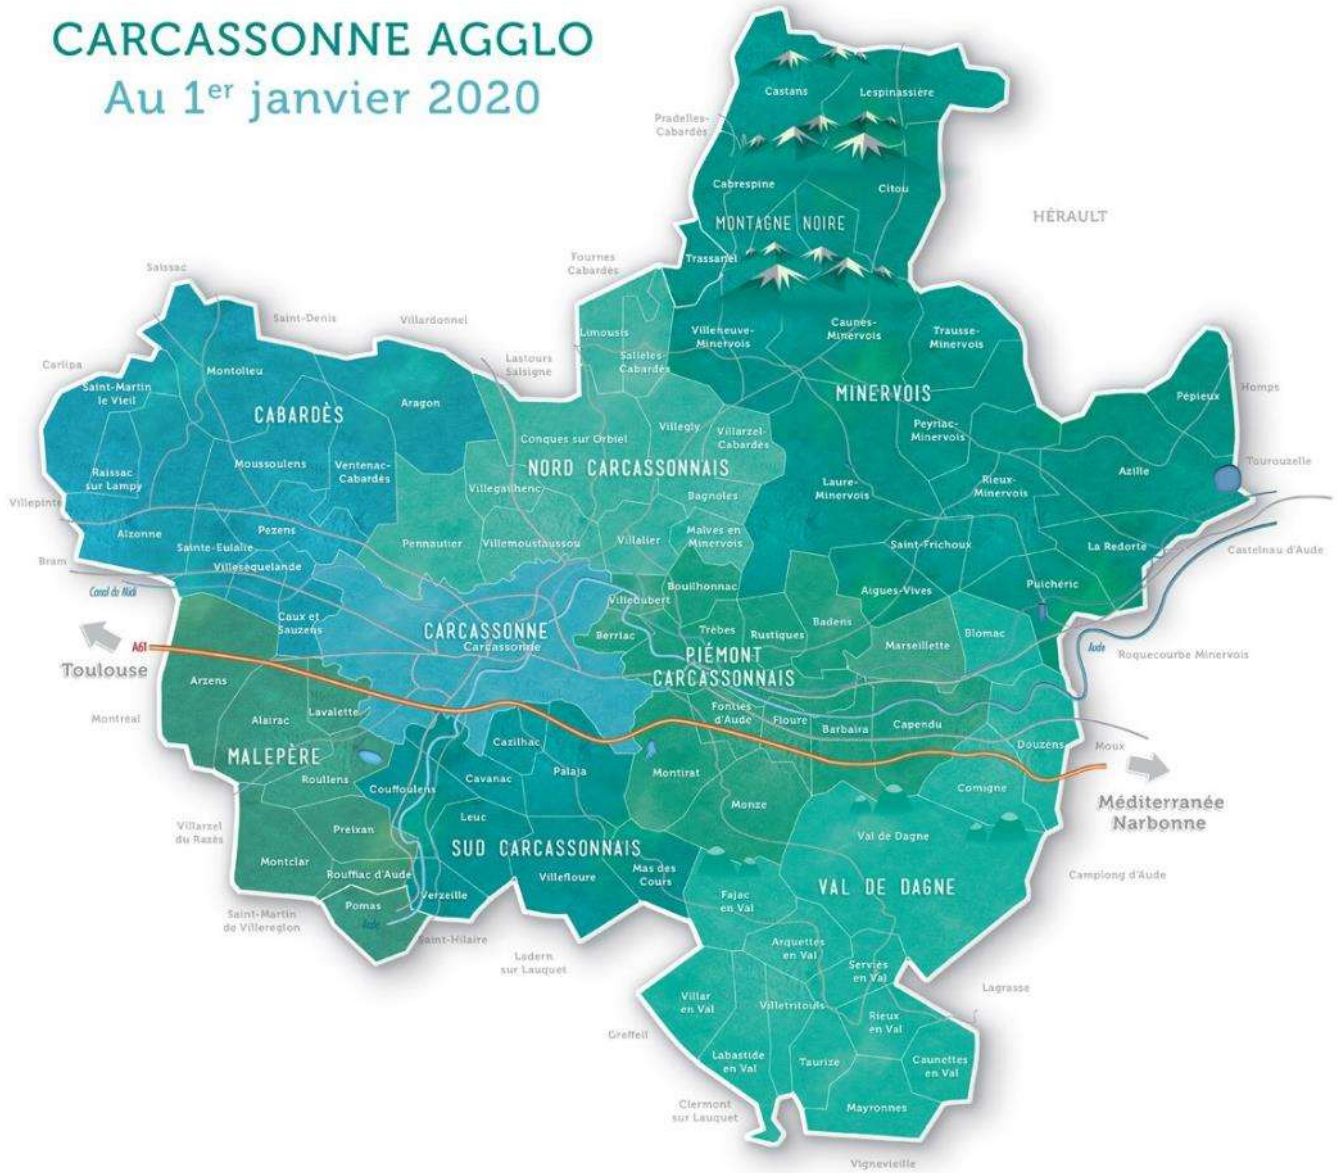 CARCASSONNE AGGLO
Au 1er janvier 2020
Castans
Lespinassière
Pradelles-
Cabardès
Cabrespine
Citou
HÉRAULT
MONTAGNE NOIRE
Trassanel
Fournes
Cabardès
Saissac
Saint-Denis
Villardonnel
Limousis
Villeneuve-
Minervois
Caunes-
Minervois
Trausse-
Minervois
Carlipa
Saint-Martin
le Vieil
Montolieu
Lastours
Salsigne
Salleles-
Cabardès
Homps
Pépieux
MINERVOIS
CABARDÈS
Aragon
Conques sur Orbiel
Villegly
Villarzel-
Cabardès
Peyriac-
Minervois
Raissac
sur Lampy
Moussoulens
Ventenac-
Cabardès
NORD CARCASSONNAIS
Villegailhenc
Bagnoles
Laure-
Minervois
Rieux-
Minervois
Azille
Tourouzelle
Villepinte
Alzonne
Pezens
Sainte-Eulalie
Pennautier
Villemoustaussou
Villalier
Malves en
Minervois
Saint-Frichoux
La Redorte
Castelnau d'Aude
Bram
Villesèquelande
Canal du Midi
Bouilhonnac
Villedubert
Aigues-Vives
Puichéric
Caux et
Sauzens
CARCASSONNE
Carcassonne
Berriac
Trèbes
Rustiques
Badens
Marseillette
Blomac
Aude
Roquecourbe Minervois
A61
Toulouse
PIÉMONT
CARCASSONNAIS
Arzens
Montréal
Alairac
Lavalette
Fontiès
d'Aude
Floure
Barbaira
Capendu
Douzens
Moux
MALEPÈRE
Roullens
Couffoulens
Cazilhac
Cavanac
Palaja
Montirat
Monze
Comigne
Méditerranée
Narbonne
Villarzel
du Razès
Preixan
Leuc
Val de Dagne
SUD CARCASSONNAIS
Montclar
Rouffiac d'Aude
Villefloure
Mas des
Cours
VAL DE DAGNE
Camplong d'Aude
Pomas
Verzeille
Fajac
en Val
Aude
Saint-Martin
de Villereglon
Saint-Hilaire
Ladern
sur Lauquet
Arquettes
en Val
Serviès
en Val
Lagrasse
Villar
en Val
Villetritouls
Rieux
en Val
Greffeil
Labastide
en Val
Taurize
Caunettes
en Val
Clermont
sur Lauquet
Mayronnes
Vignevieille